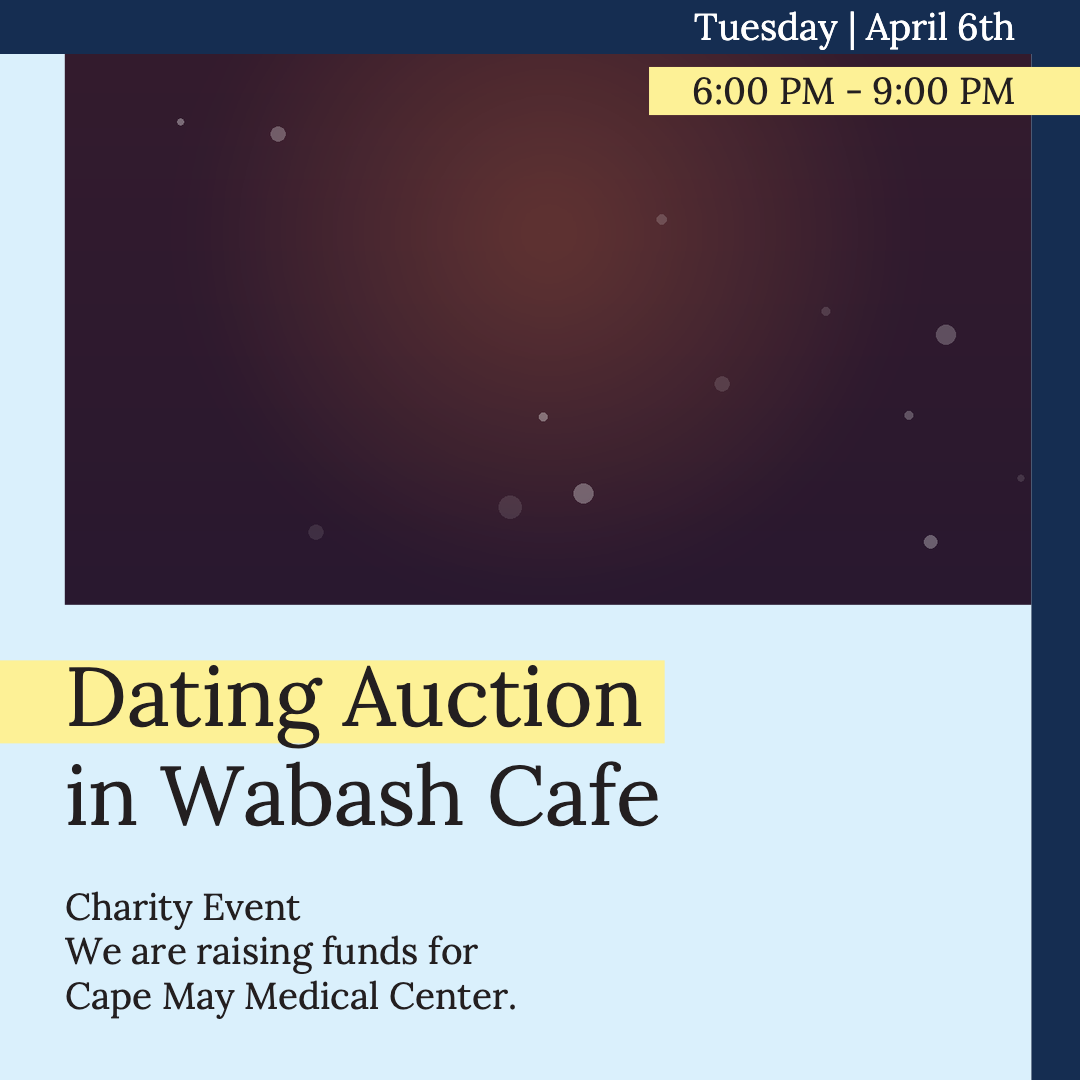 Tuesday | April 6th
6:00 PM - 9:00 PM
Dating Auction
in Wabash Cafe
Charity Event
We are raising funds for
Cape May Medical Center.